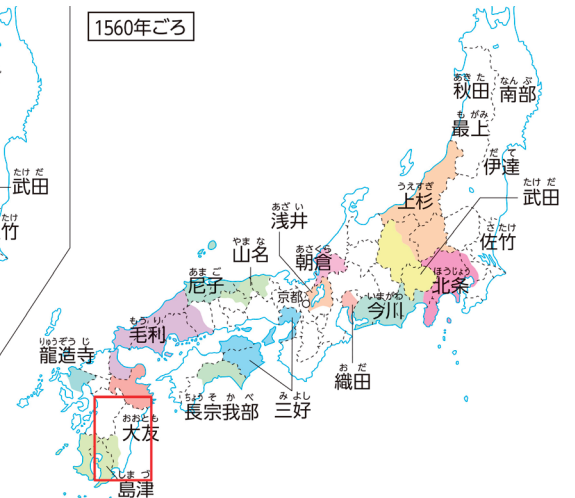 1560年ごろ
たけ だ
武田
たけ
竹
あき た
秋田
なん ぶ
南部
も がみ
最上
だ て
伊達
うえすぎ
上杉
たけ だ
武田
さ たけ
佐竹
あざ い
浅井
あさくら
朝倉
やま な
山名
あま ご
尼子
京都
ほうじょう
北条
いまがわ
今川
もう り
毛利
りゅうぞう じ
龍造寺
お だ
織田
ちょう そ か べ
長宗我部
み よし
三好
おおとも
大友
しま づ
島津